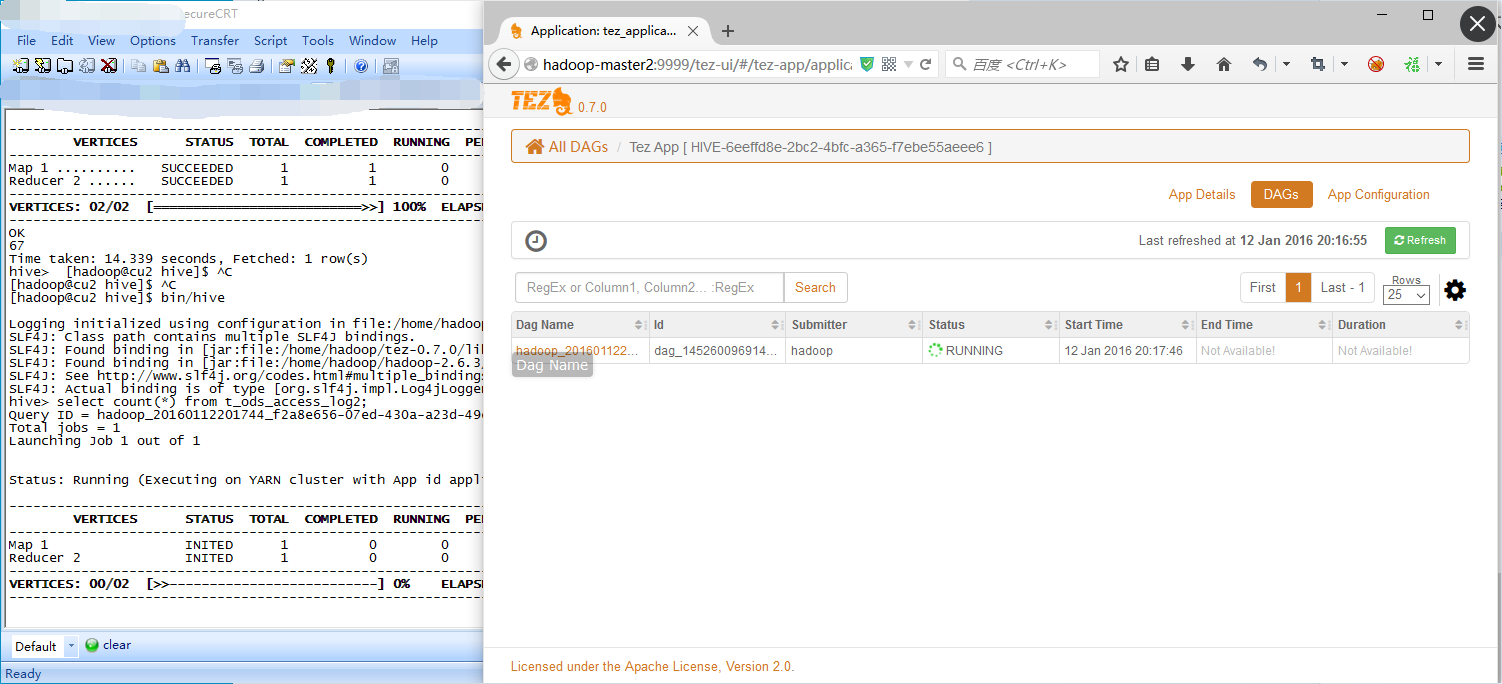 ecureCRT
File Edit View Options Transfer Script Tools Window Help
VERTICES STATUS TOTAL COMPLETED RUNNING PE
Map 1 .......... SUCCEEDED 1 1 0
Reducer 2 ...... SUCCEEDED 1 1 0
VERTICES: 02/02 [==========================>>] 100% ELAPS
OK
67
Time taken: 14.339 seconds, Fetched: 1 row(s)
hive> [hadoop@cu2 hive]$ ^C
[hadoop@cu2 hive]$ ^C
[hadoop@cu2 hive]$ bin/hive
Logging initialized using configuration in file:/home/hadoo
SLF4J: Class path contains multiple SLF4J bindings.
SLF4J: Found binding in [jar:file:/home/hadoop/tez-0.7.0/li
SLF4J: Found binding in [jar:file:/home/hadoop/hadoop-2.6.3
SLF4J: See http://www.slf4j.org/codes.html#multiple_binding
SLF4J: Actual binding is of type [org.slf4j.impl.Log4jLogge
hive> select count(*) from t_ods_access_log2;
Query ID = hadoop_20160112201744_f2a8e656-07ed-430a-a23d-49
Total jobs = 1
Launching Job 1 out of 1
Status: Running (Executing on YARN cluster with App id appl
VERTICES STATUS TOTAL COMPLETED RUNNING PE
Map 1 INITED 1 0 0
Reducer 2 INITED 1 0 0
VERTICES: 00/02 [>>--------------------------] 0% ELAPS
Default clear
Ready
Application: tez_applica...
hadoop-master2:9999/tez-ui/#/tez-app/applica
百度 <Ctrl+K>
TEZ 0.7.0
All DAGs / Tez App [ HIVE-6eeffd8e-2bc2-4bfc-a365-f7ebe55aeee6 ]
App Details DAGs App Configuration
Last refreshed at 12 Jan 2016 20:16:55 Refresh
RegEx or Column1, Column2... :RegEx Search
First 1 Last - 1 Rows 25
Dag Name Id Submitter Status Start Time End Time Duration
hadoop_201601122... dag_145260096914... hadoop RUNNING 12 Jan 2016 20:17:46 Not Available! Not Available!
Dag Name
Licensed under the Apache License, Version 2.0.